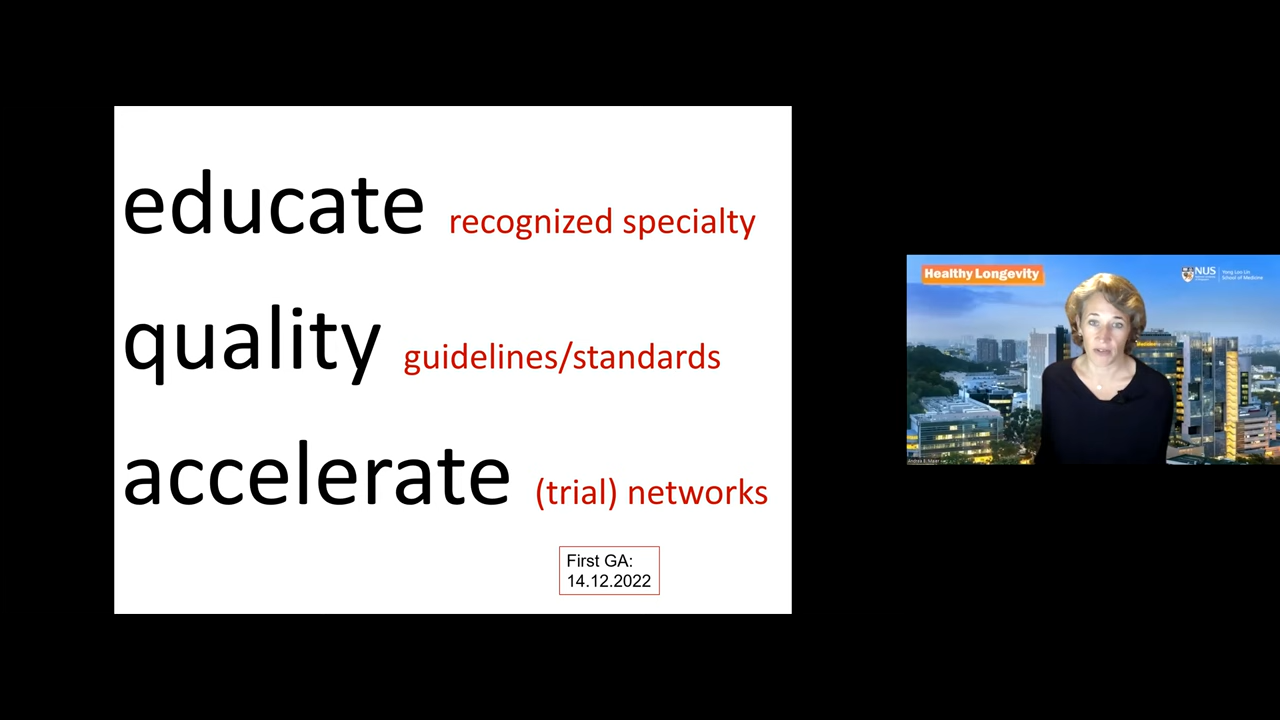 educate recognized specialty
quality guidelines/standards
accelerate (trial) networks
First GA:
14.12.2022
Healthy Longevity
NUS
Yong Loo Lin
School of Medicine